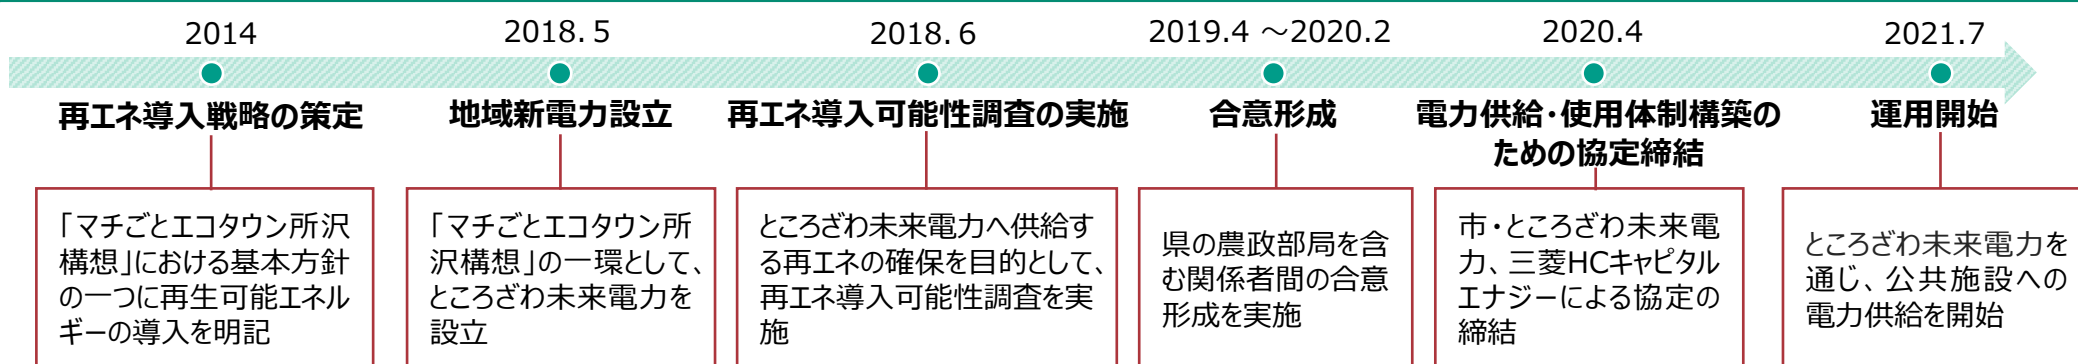 2014
再エネ導入戦略の策定
「マチごとエコタウン所沢
構想」における基本方針
の一つに再生可能エネル
ギーの導入を明記
2018. 5
地域新電力設立
「マチごとエコタウン所
沢構想」の一環として、
ところざわ未来電力を
設立
2018. 6
再エネ導入可能性調査の実施
ところざわ未来電力へ供給す
る再エネの確保を目的として、
再エネ導入可能性調査を実
施
2019.4 ～2020.2
合意形成
県の農政部局を含
む関係者間の合意
形成を実施
2020.4
電力供給・使用体制構築の
ための協定締結
市・ところざわ未来電
力、三菱HCキャピタル
エナジーによる協定の
締結
2021.7
運用開始
ところざわ未来電力を
通じ、公共施設への
電力供給を開始